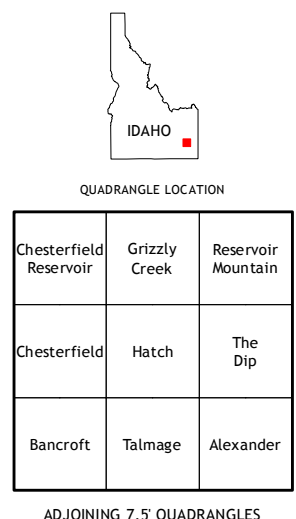 IDAHO
QUADRANGLE LOCATION
Chesterfield
Reservoir
Grizzly
Creek
Reservoir
Mountain
Chesterfield
Hatch
The
Dip
Bancroft
Talmage
Alexander
ADJOINING 7.5' QUADRANGLES